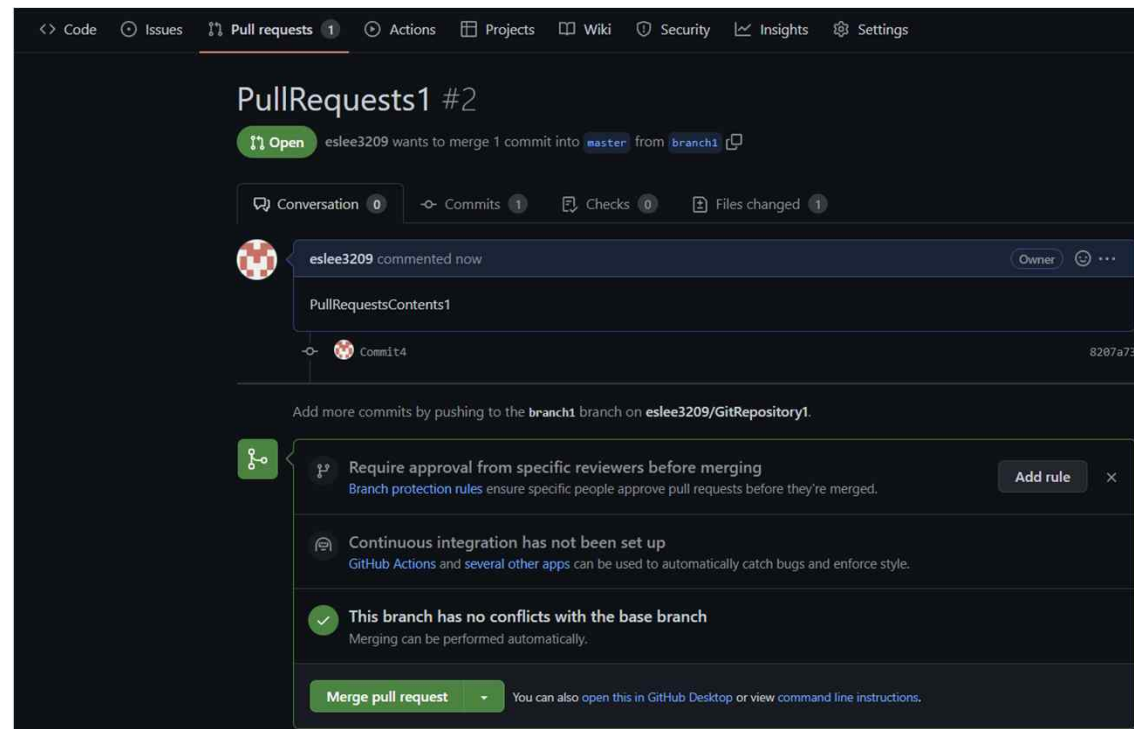 Code Issues Pull requests 1 Actions Projects Wiki Security Insights Settings
PullRequests1 #2
Open eslee3209 wants to merge 1 commit into master from branch1
Conversation 0 Commits 1 Checks 0 Files changed 1
eslee3209 commented now Owner
PullRequestsContents1
Commit4 8207a73
Add more commits by pushing to the branch1 branch on eslee3209/GitRepository1.
Require approval from specific reviewers before merging
Branch protection rules ensure specific people approve pull requests before they're merged.
Add rule
Continuous integration has not been set up
GitHub Actions and several other apps can be used to automatically catch bugs and enforce style.
This branch has no conflicts with the base branch
Merging can be performed automatically.
Merge pull request You can also open this in GitHub Desktop or view command line instructions.